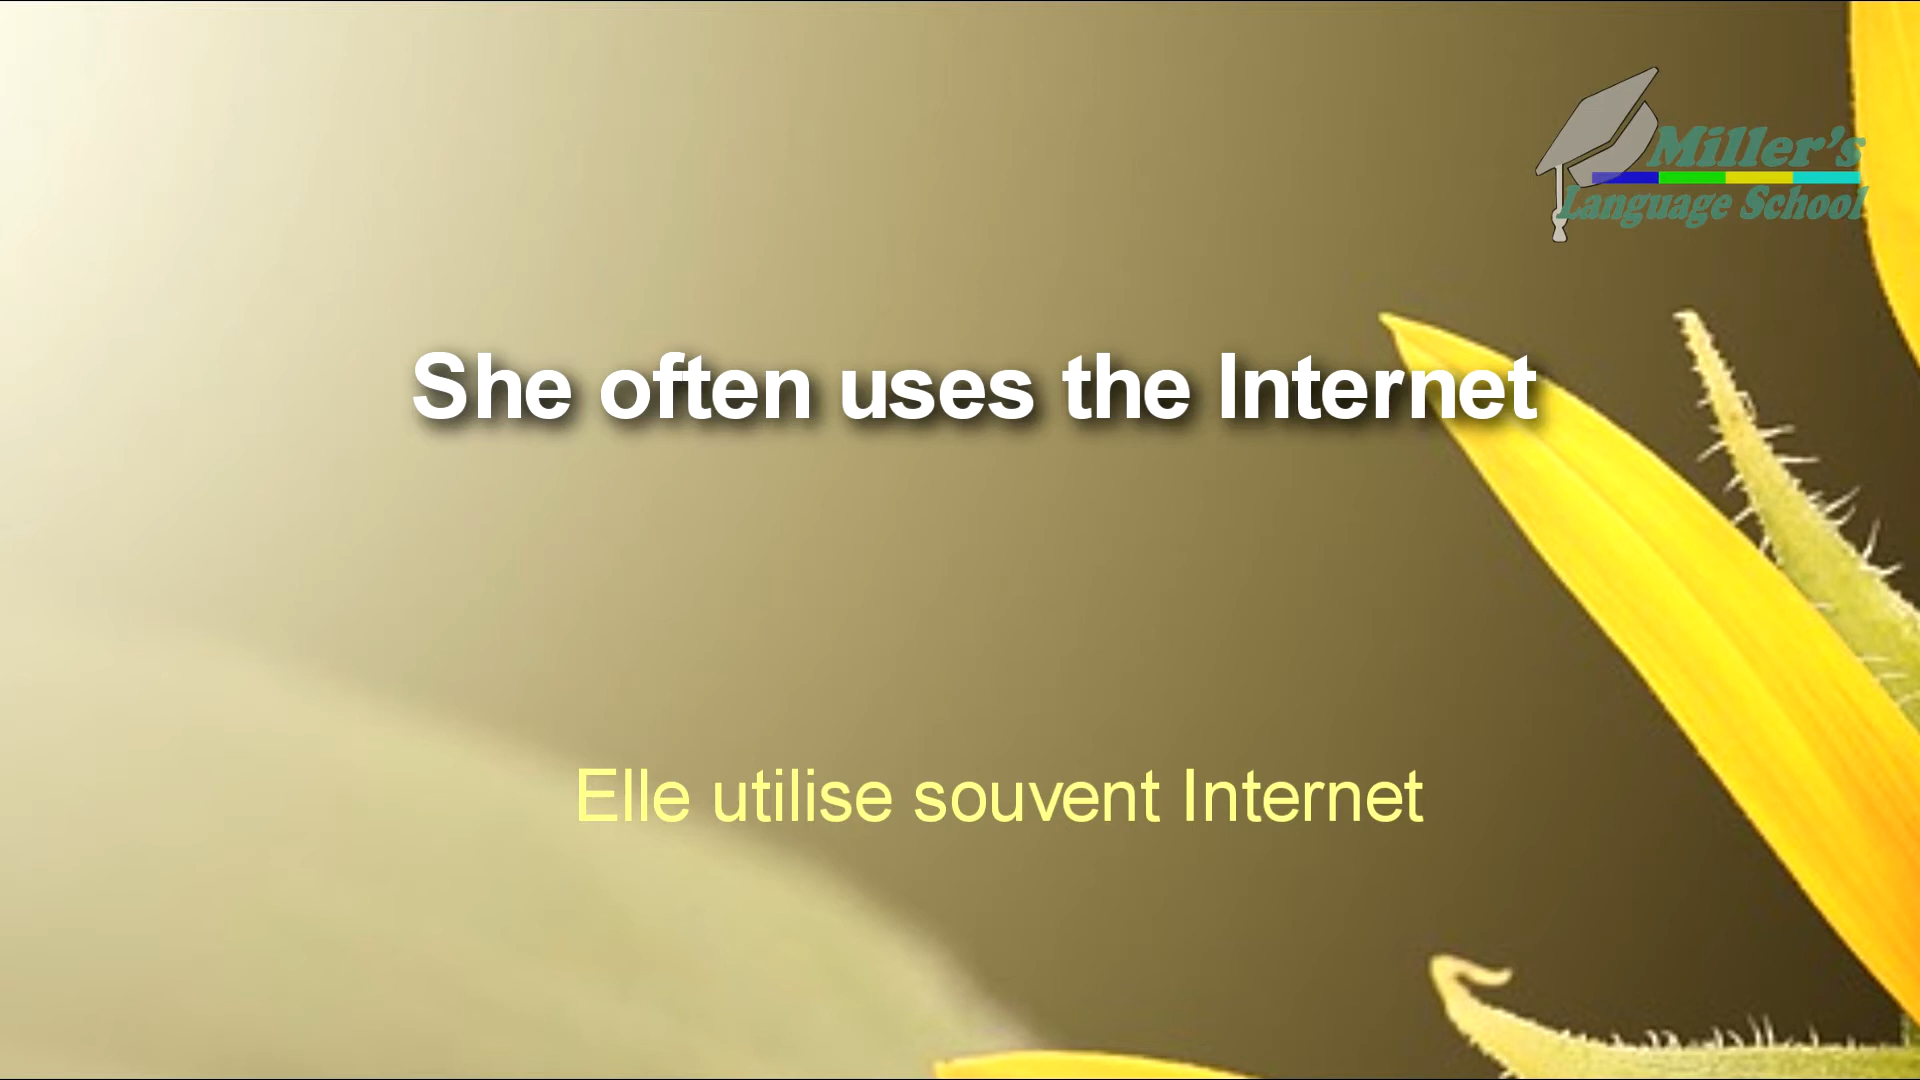 Miller's
Language School
She often uses the Internet
Elle utilise souvent Internet